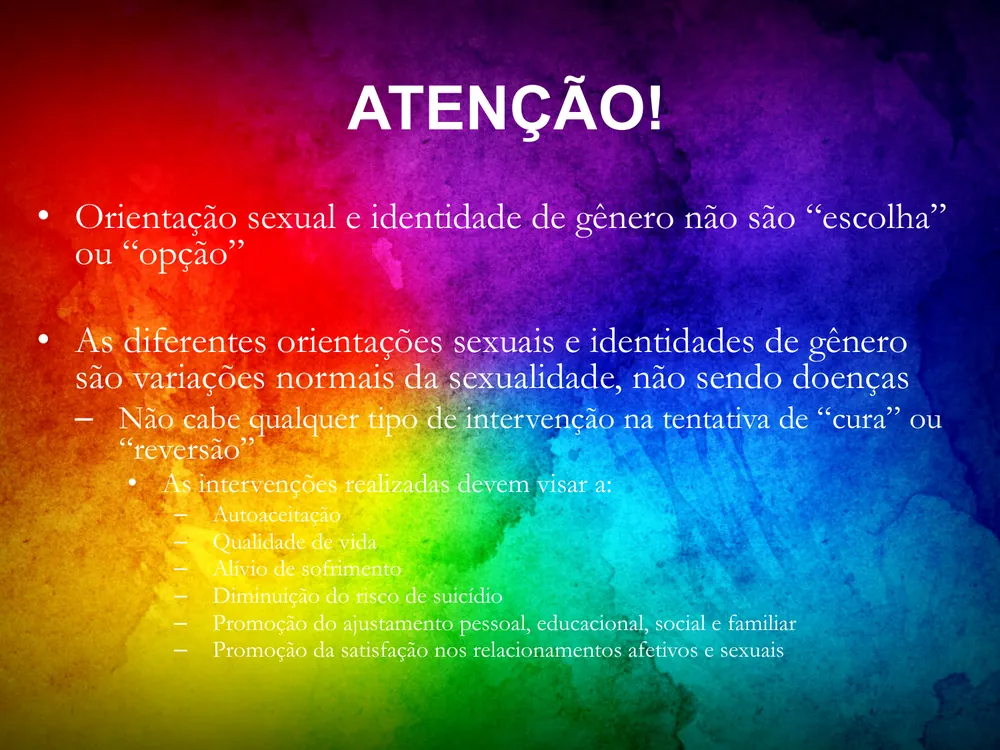 ATENÇÃO!
• Orientação sexual e identidade de gênero não são “escolha”
ou “opção”
• As diferentes orientações sexuais e identidades de gênero
são variações normais da sexualidade, não sendo doenças
– Não cabe qualquer tipo de intervenção na tentativa de “cura” ou
“reversão”
• As intervenções realizadas devem visar a:
– Autoaceitação
– Qualidade de vida
– Alívio de sofrimento
– Diminuição do risco de suicídio
– Promoção do ajustamento pessoal, educacional, social e familiar
– Promoção da satisfação nos relacionamentos afetivos e sexuais